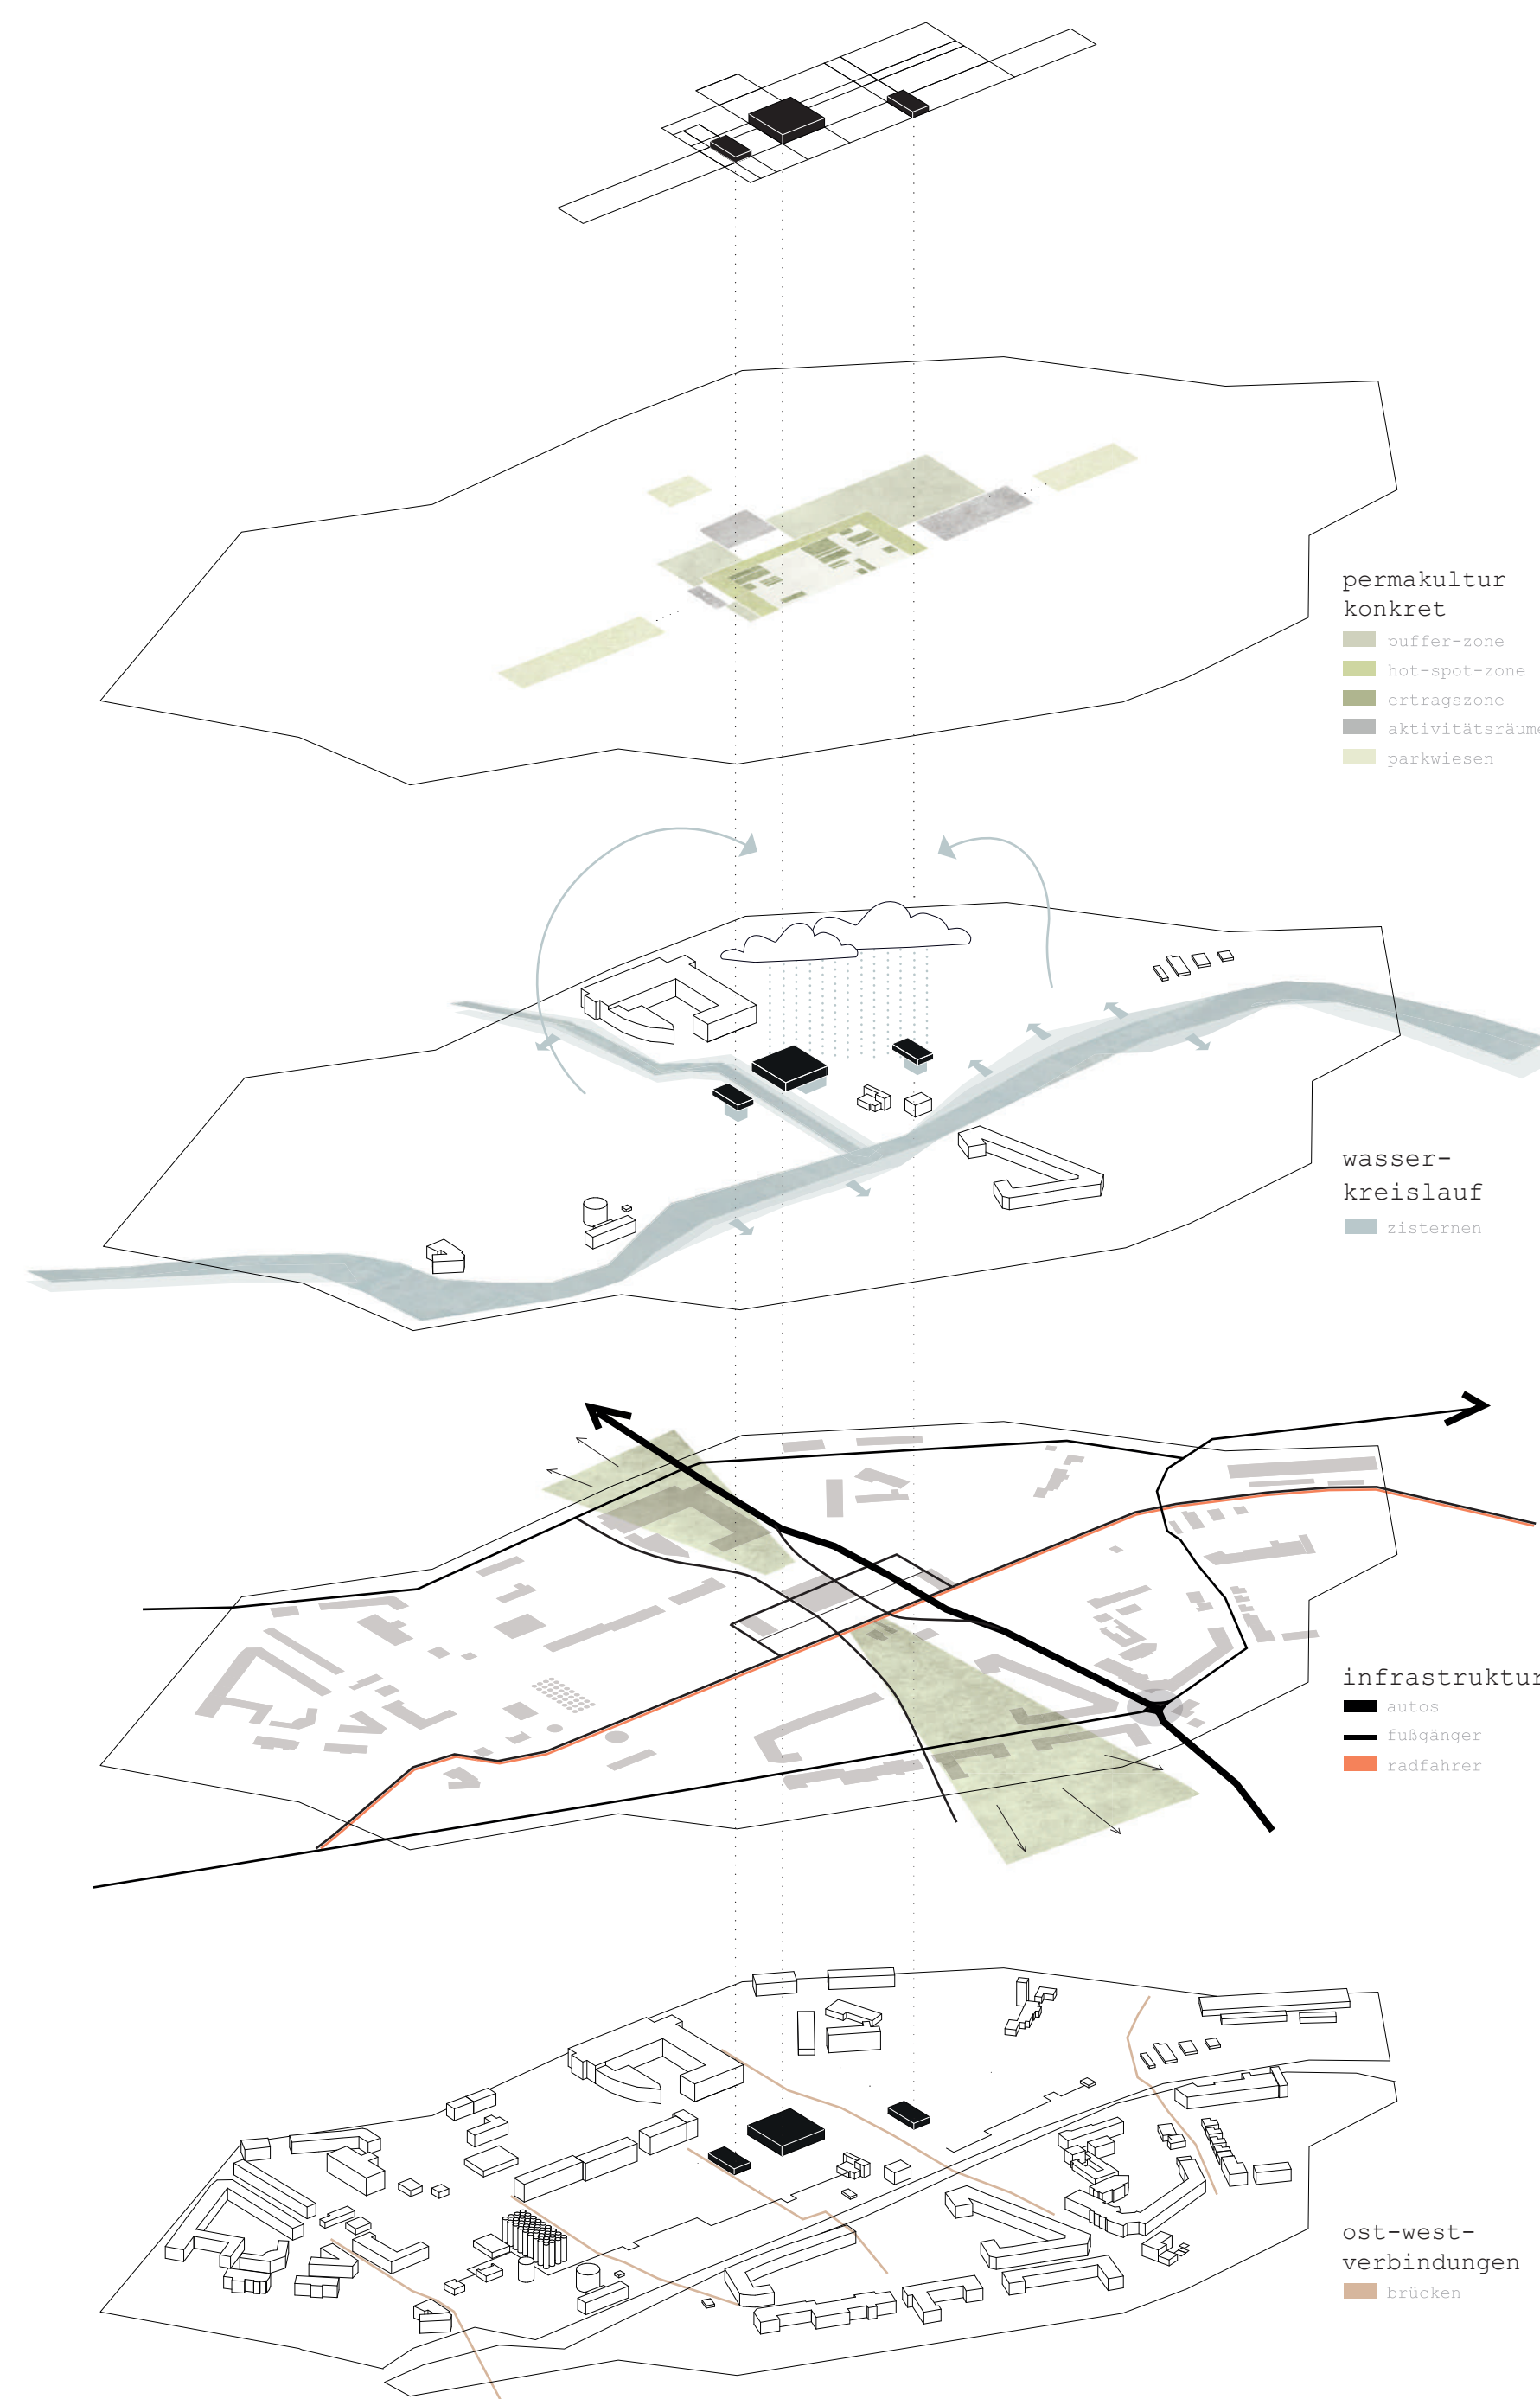 permakultur
konkret
puffer-zone
hot-spot-zone
ertragszone
aktivitätsräume
parkwiesen
wasser-
kreislauf
zisternen
infrastruktur
autos
fußgänger
radfahrer
ost-west-
verbindungen
brücken